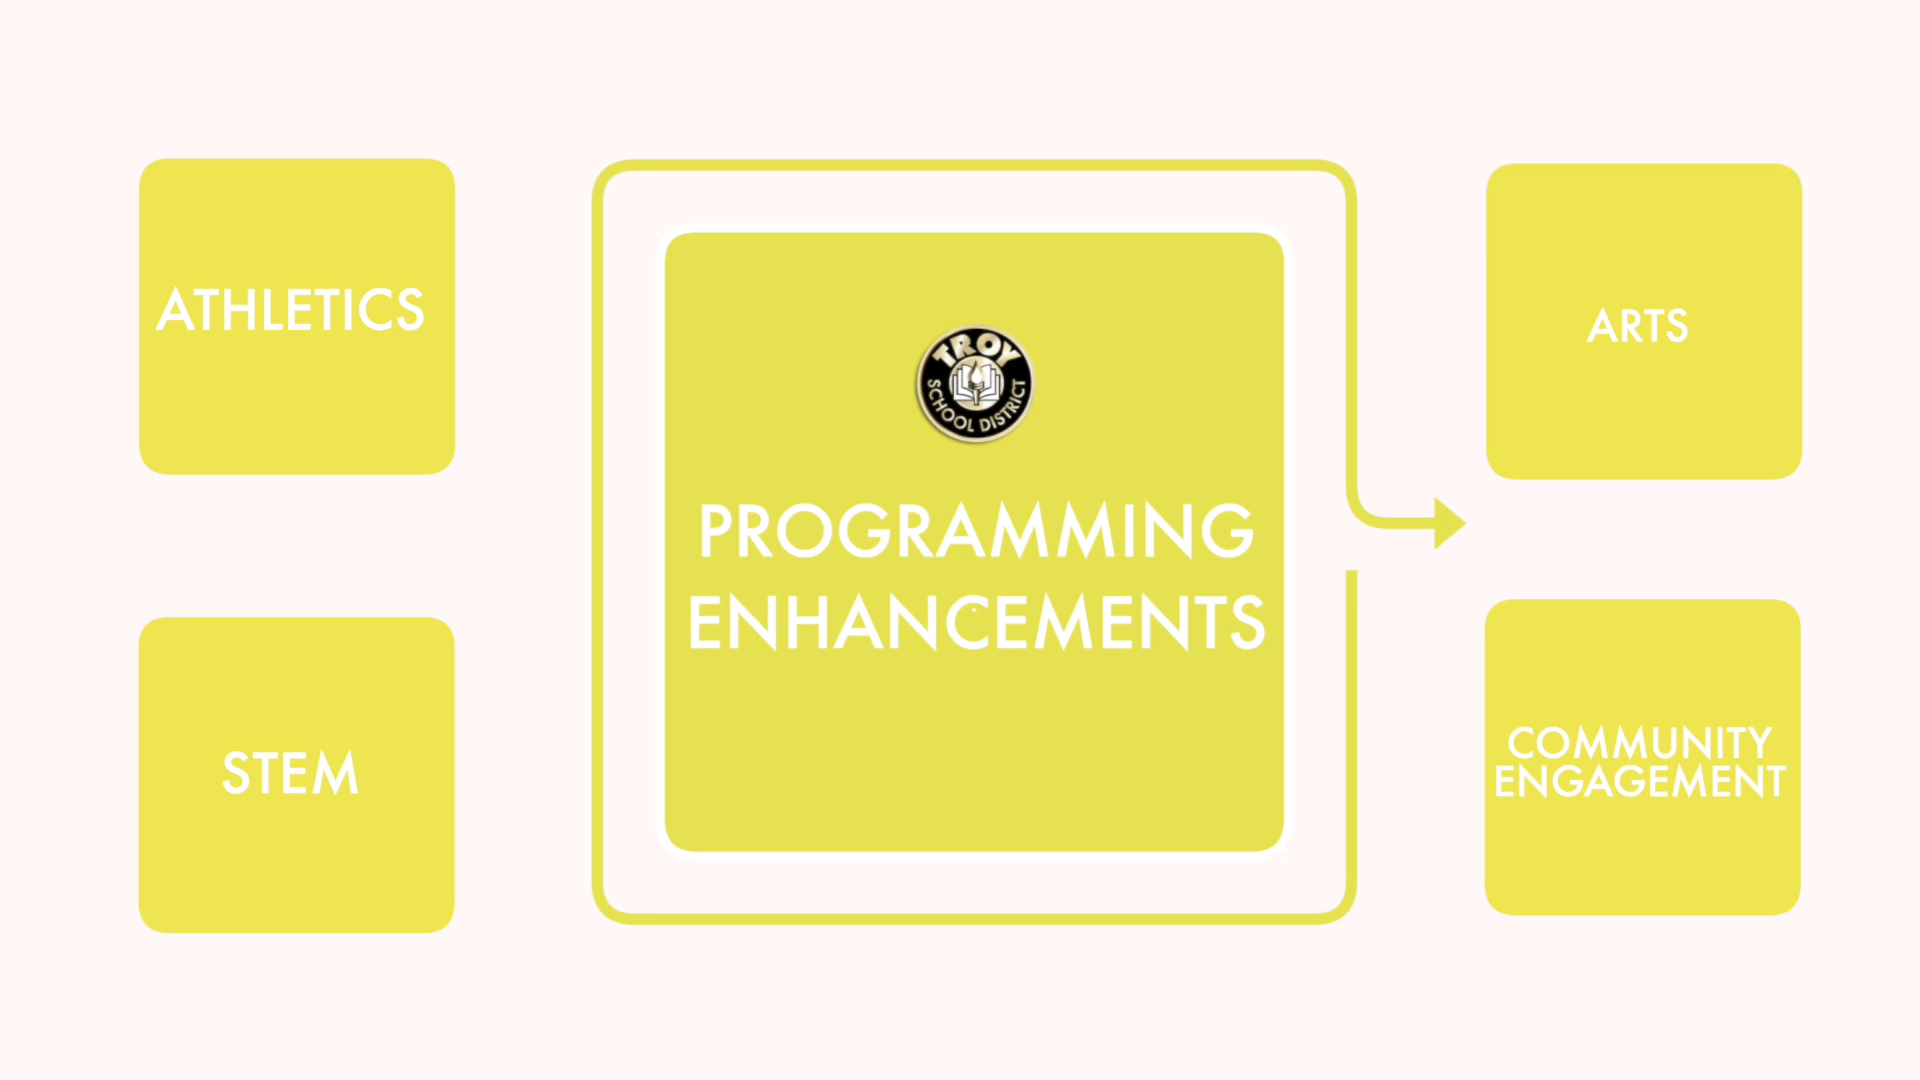 ATHLETICS
STEM
TROY
SCHOOL DISTRICT
PROGRAMMING
ENHANCEMENTS
ARTS
COMMUNITY
ENGAGEMENT